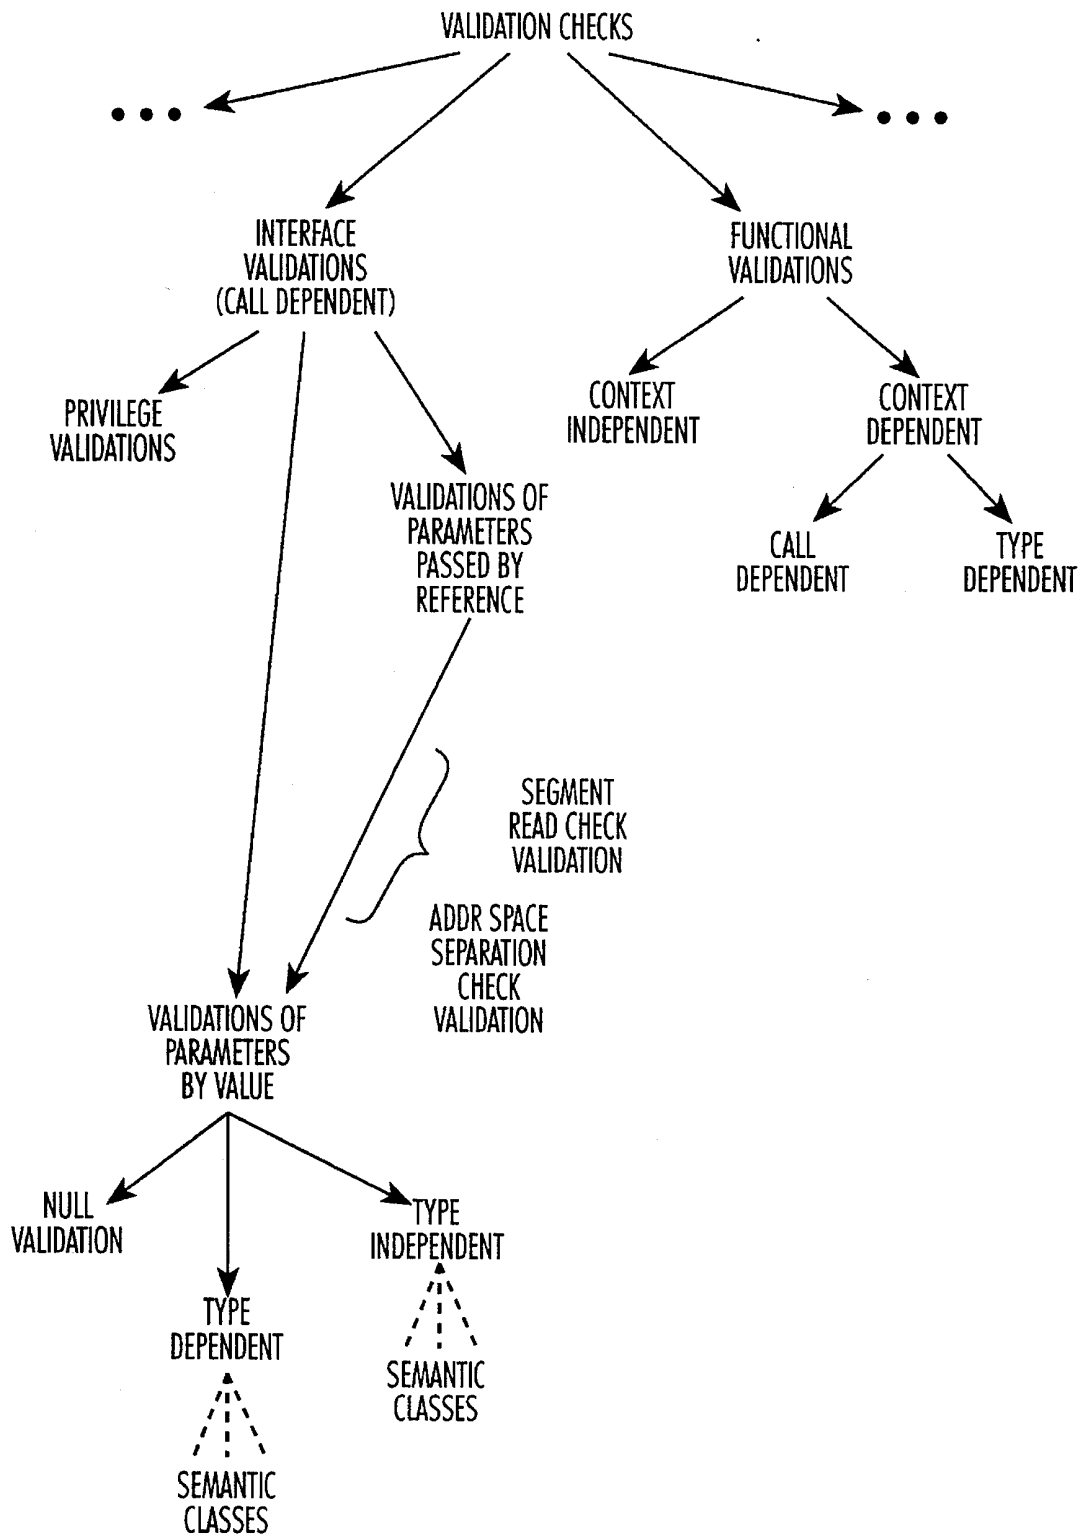 VALIDATION CHECKS
INTERFACE
VALIDATIONS
(CALL DEPENDENT)
FUNCTIONAL
VALIDATIONS
PRIVILEGE
VALIDATIONS
CONTEXT
INDEPENDENT
CONTEXT
DEPENDENT
VALIDATIONS OF
PARAMETERS
PASSED BY
REFERENCE
CALL
DEPENDENT
TYPE
DEPENDENT
SEGMENT
READ CHECK
VALIDATION
ADDR SPACE
SEPARATION
CHECK
VALIDATION
VALIDATIONS OF
PARAMETERS
BY VALUE
NULL
VALIDATION
TYPE
INDEPENDENT
TYPE
DEPENDENT
SEMANTIC
CLASSES
SEMANTIC
CLASSES